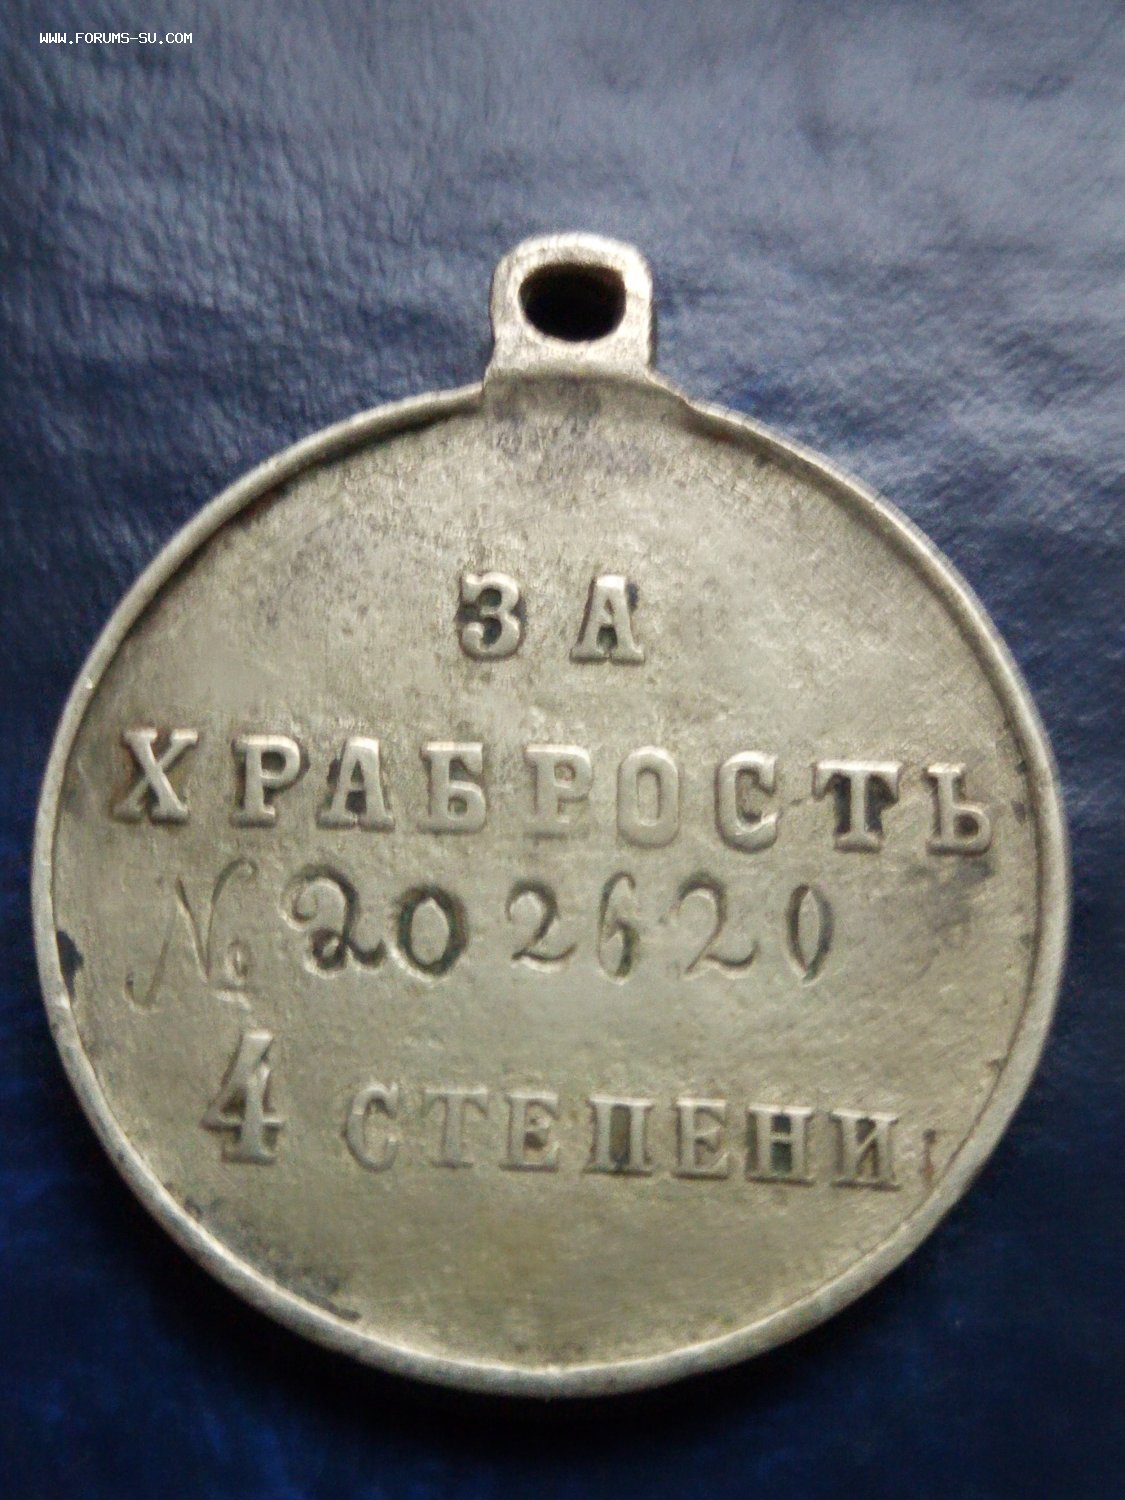 WWW.FORUMS-SU.COM
ЗА
ХРАБРОСТЬ
№ 202620
4 СТЕПЕНИ